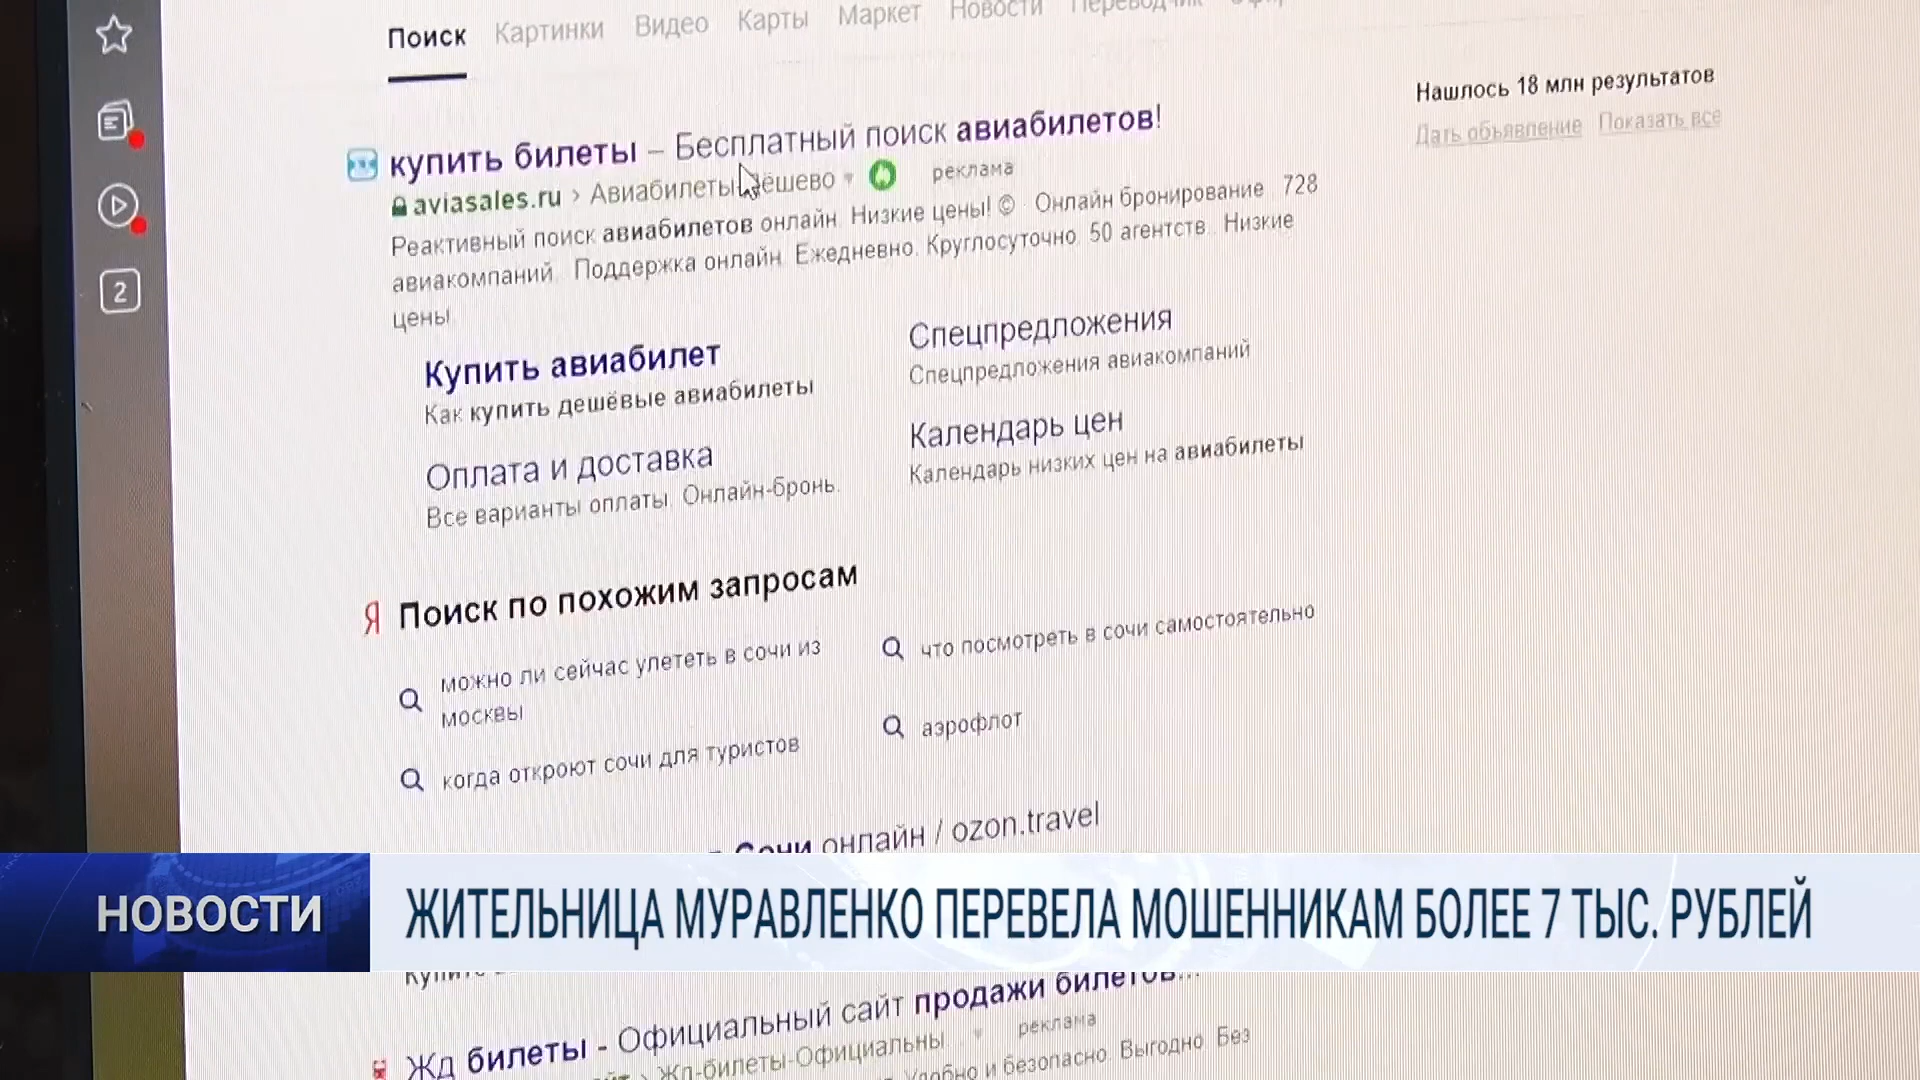 Поиск Картинки Видео Карты Маркет Новости Переводчик
Нашлось 18 млн результатов
Дать объявление Показать все
купить билеты – Бесплатный поиск авиабилетов!
aviasales.ru › Авиабилеты дёшево реклама
Реактивный поиск авиабилетов онлайн. Низкие цены! © · Онлайн бронирование 728
авиакомпаний. Поддержка онлайн. Ежедневно. Круглосуточно. 50 агентств. Низкие
цены
Купить авиабилет
Как купить дешёвые авиабилеты
Спецпредложения
Спецпредложения авиакомпаний
Оплата и доставка
Все варианты оплаты. Онлайн-бронь.
Календарь цен
Календарь низких цен на авиабилеты
Я Поиск по похожим запросам
можно ли сейчас улететь в сочи из
москвы
что посмотреть в сочи самостоятельно
когда откроют сочи для туристов
аэрофлот
Сочи онлайн / ozon.travel
НОВОСТИ
ЖИТЕЛЬНИЦА МУРАВЛЕНКО ПЕРЕВЕЛА МОШЕННИКАМ БОЛЕЕ 7 ТЫС. РУБЛЕЙ
Купить
Жд билеты - Официальный сайт продажи билетов...
Жд-билеты-Официальны реклама
Удобно и безопасно. Выгодно. Без
2